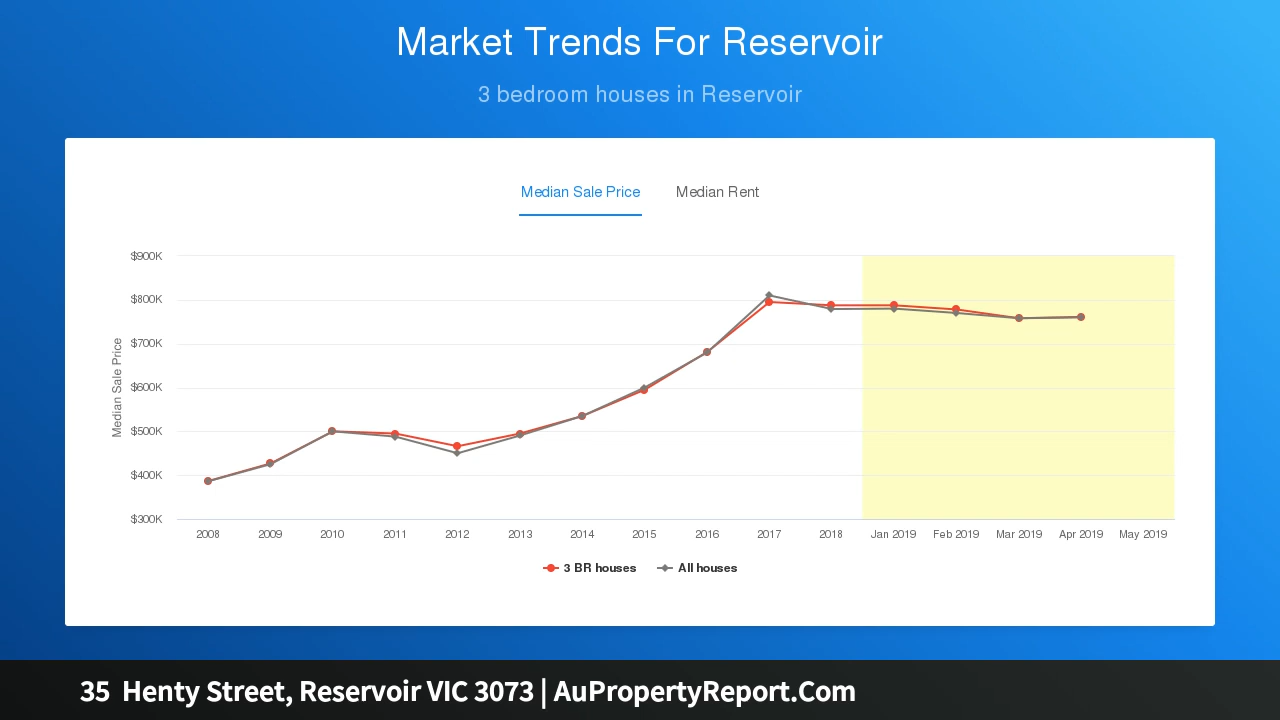 Market Trends For Reservoir
3 bedroom houses in Reservoir
Median Sale Price Median Rent
Median Sale Price
$900K
$800K
$700K
$600K
$500K
$400K
$300K
2008 2009 2010 2011 2012 2013 2014 2015 2016 2017 2018 Jan 2019 Feb 2019 Mar 2019 Apr 2019 May 2019
3 BR houses All houses
35 Henty Street, Reservoir VIC 3073 | AuPropertyReport.Com